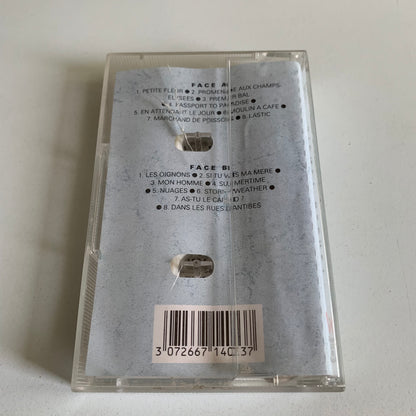 FACE A
1. PETITE FLEUR ● 2. PROMENADE AUX CHAMPS
ELYSEES ● 3. PREMIER BAL
● 4. PASSPORT TO PARADISE ●
5. EN ATTENDANT LE JOUR ● 6. MOULIN A CAFE ●
7. MARCHAND DE POISSONS ● 8. LASTIC
FACE B
1. LES OIGNONS ● 2. SI TU VOIS MA MERE ●
3. MON HOMME ● 4. SUMMERTIME
● 5. NUAGES ● 6. STORMY WEATHER ●
7. AS-TU LE CAFARD ?
● 8. DANS LES RUES D'ANTIBES
3 072667